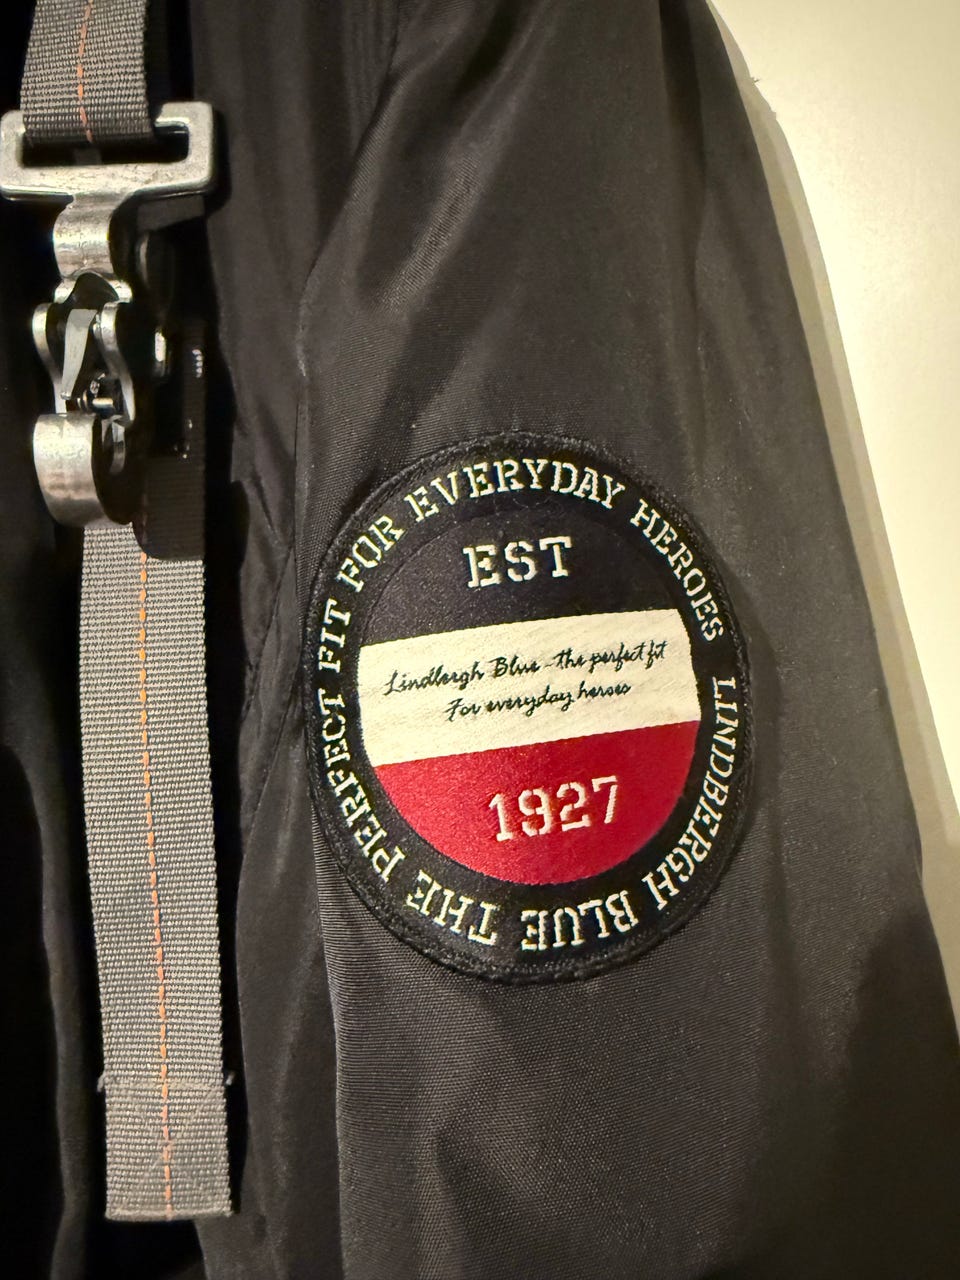 LINDBERGH BLUE THE PERFECT FIT FOR EVERYDAY HEROES
EST
Lindbergh Blue - the perfect fit
For everyday heroes
1927